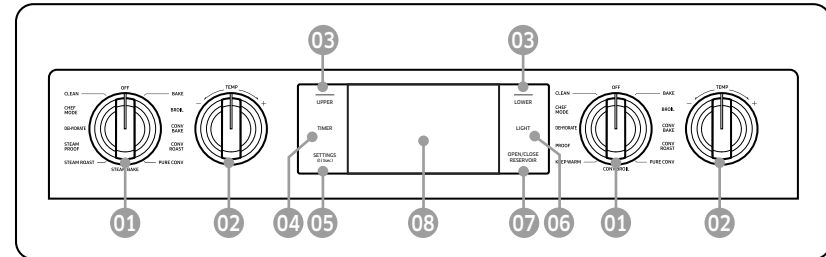 03
03
OFF
CLEAN
BAKE
CHEF
MODE
BROIL
DEHYDRATE
CONV
BAKE
STEAM
PROOF
CONV
ROAST
STEAM ROAST
PURE CONV
STEAM BAKE
TEMP
-
+
UPPER
TIMER
SETTINGS
LOWER
LIGHT
OPEN/CLOSE
RESERVOIR
OFF
CLEAN
BAKE
CHEF
MODE
BROIL
DEHYDRATE
CONV
BAKE
PROOF
CONV
ROAST
KEEP WARM
PURE CONV
CONV BROIL
TEMP
-
+
01
02
04
05
08
07
06
01
02